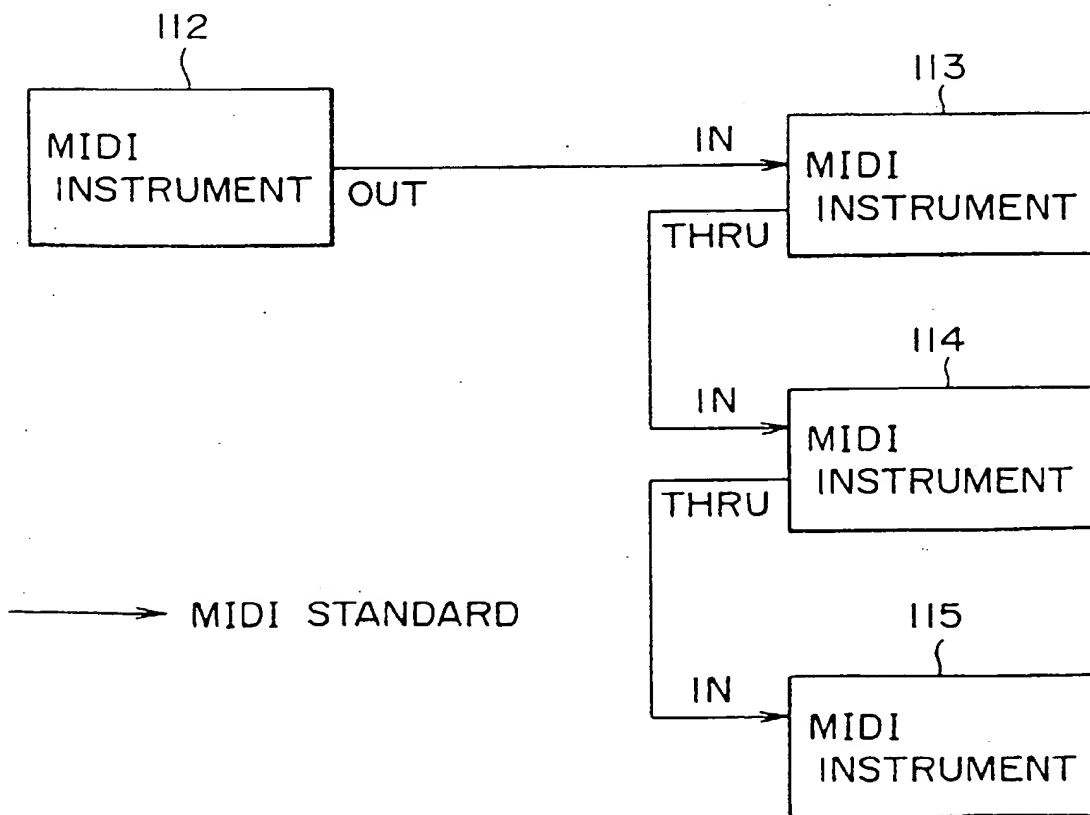 112
MIDI
INSTRUMENT
OUT
113
IN
MIDI
INSTRUMENT
THRU
114
IN
MIDI
INSTRUMENT
THRU
MIDI STANDARD
115
IN
MIDI
INSTRUMENT